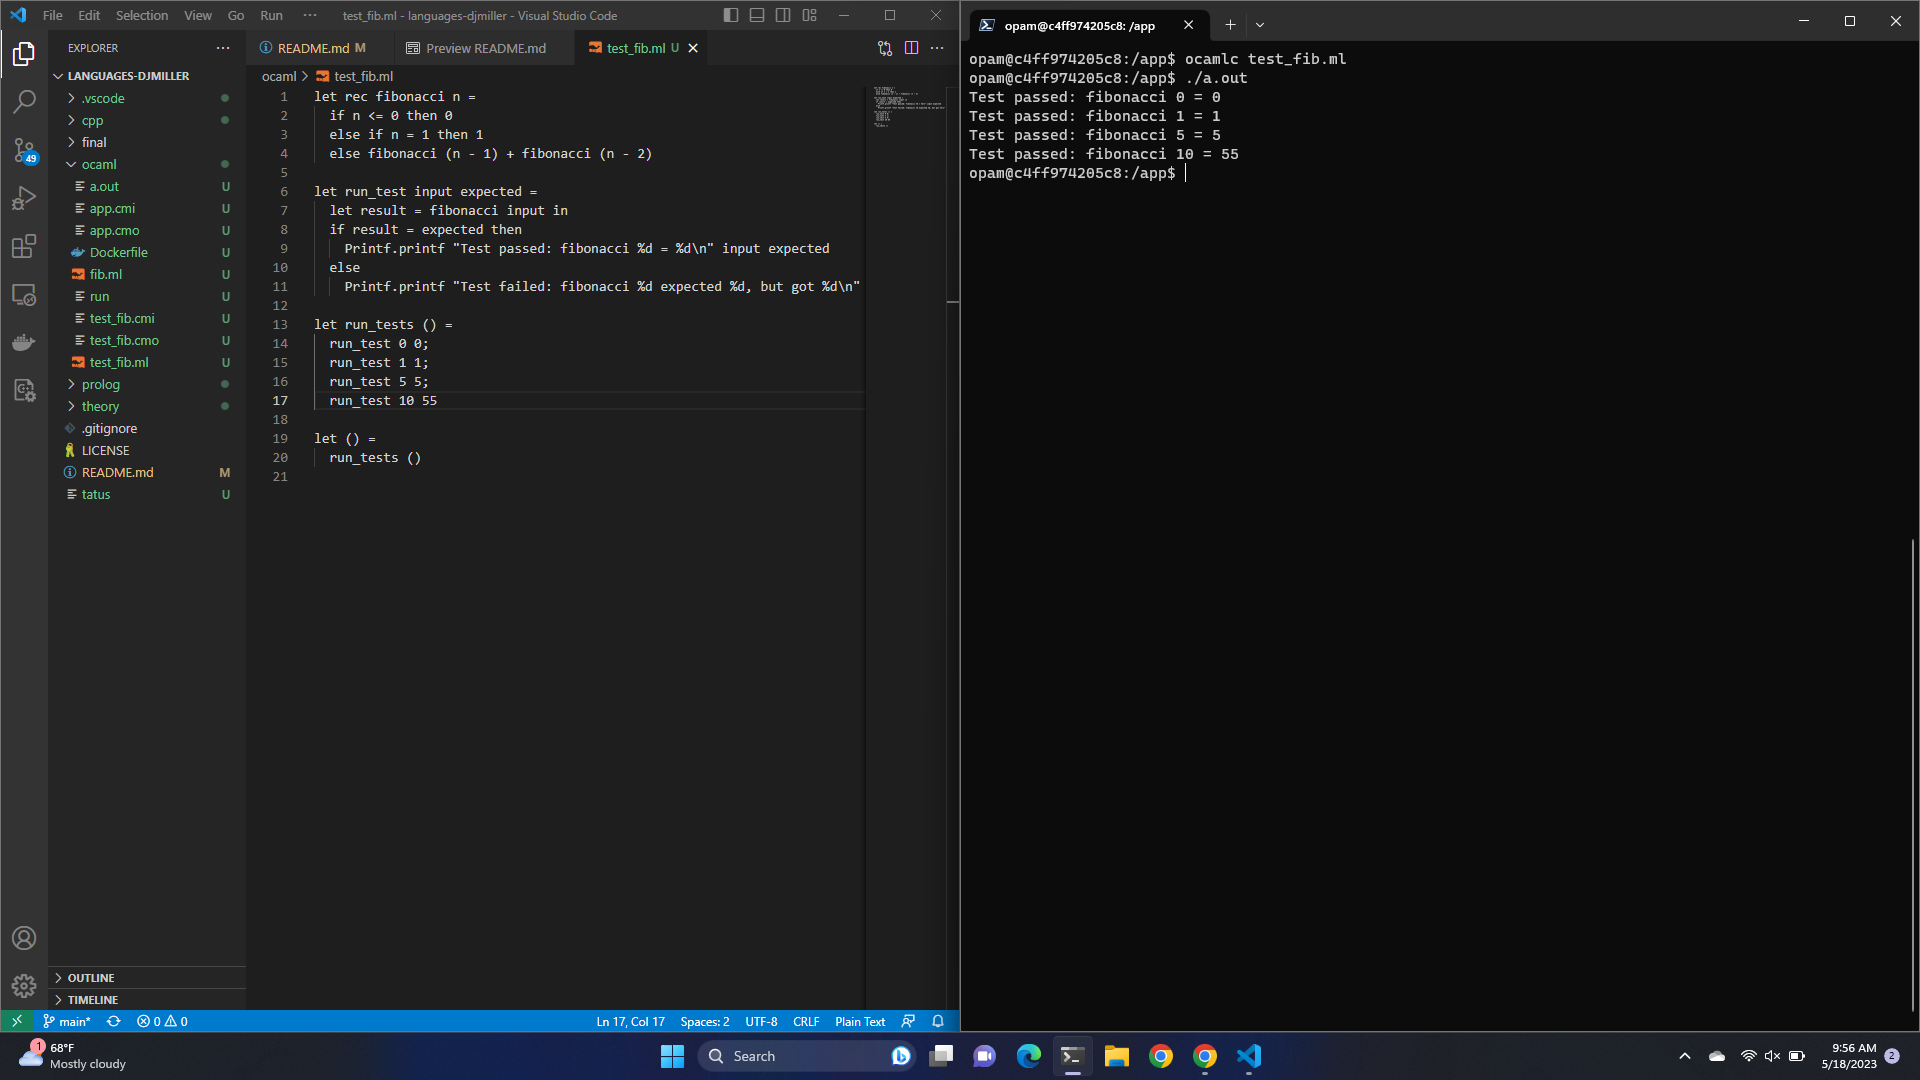 File Edit Selection View Go Run ··· test_fib.ml - languages-djmiller - Visual Studio Code
EXPLORER ···
LANGUAGES-DJMILLER
.vscode
cpp
final
ocaml
a.out U
app.cmi U
app.cmo U
Dockerfile U
fib.ml U
run U
test_fib.cmi U
test_fib.cmo U
test_fib.ml U
prolog
theory
.gitignore
LICENSE
README.md M
tatus U
OUTLINE
TIMELINE
49
README.md M Preview README.md test_fib.ml U
ocaml > test_fib.ml
1 let rec fibonacci n =
2 if n <= 0 then 0
3 else if n = 1 then 1
4 else fibonacci (n - 1) + fibonacci (n - 2)
5
6 let run_test input expected =
7 let result = fibonacci input in
8 if result = expected then
9 Printf.printf "Test passed: fibonacci %d = %d\n" input expected
10 else
11 Printf.printf "Test failed: fibonacci %d expected %d, but got %d\n"
12
13 let run_tests () =
14 run_test 0 0;
15 run_test 1 1;
16 run_test 5 5;
17 run_test 10 55
18
19 let () =
20 run_tests ()
21
main* 0 0 Ln 17, Col 17 Spaces: 2 UTF-8 CRLF Plain Text
opam@c4ff974205c8: /app
opam@c4ff974205c8:/app$ ocamlc test_fib.ml
opam@c4ff974205c8:/app$ ./a.out
Test passed: fibonacci 0 = 0
Test passed: fibonacci 1 = 1
Test passed: fibonacci 5 = 5
Test passed: fibonacci 10 = 55
opam@c4ff974205c8:/app$
1
68°F
Mostly cloudy
Search
9:56 AM
5/18/2023
2